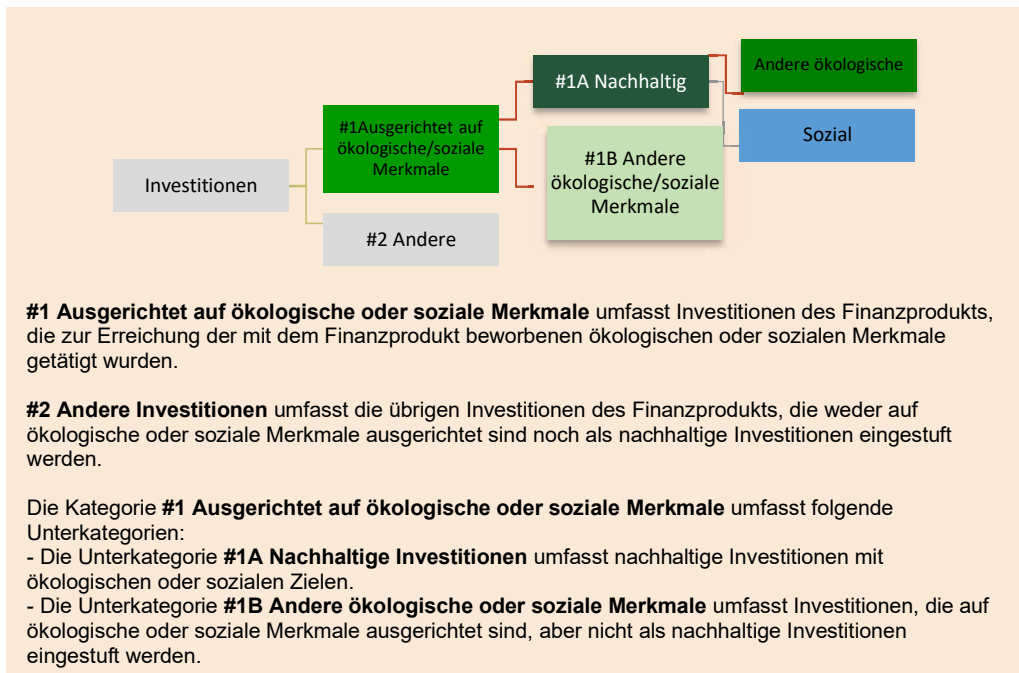 Andere ökologische
#1A Nachhaltig
#1Ausgerichtet auf
ökologische/soziale
Merkmale
Sozial
#1B Andere
ökologische/soziale
Merkmale
Investitionen
#2 Andere
#1 Ausgerichtet auf ökologische oder soziale Merkmale umfasst Investitionen des Finanzprodukts,
die zur Erreichung der mit dem Finanzprodukt beworbenen ökologischen oder sozialen Merkmale
getätigt wurden.
#2 Andere Investitionen umfasst die übrigen Investitionen des Finanzprodukts, die weder auf
ökologische oder soziale Merkmale ausgerichtet sind noch als nachhaltige Investitionen eingestuft
werden.
Die Kategorie #1 Ausgerichtet auf ökologische oder soziale Merkmale umfasst folgende
Unterkategorien:
- Die Unterkategorie #1A Nachhaltige Investitionen umfasst nachhaltige Investitionen mit
ökologischen oder sozialen Zielen.
- Die Unterkategorie #1B Andere ökologische oder soziale Merkmale umfasst Investitionen, die auf
ökologische oder soziale Merkmale ausgerichtet sind, aber nicht als nachhaltige Investitionen
eingestuft werden.